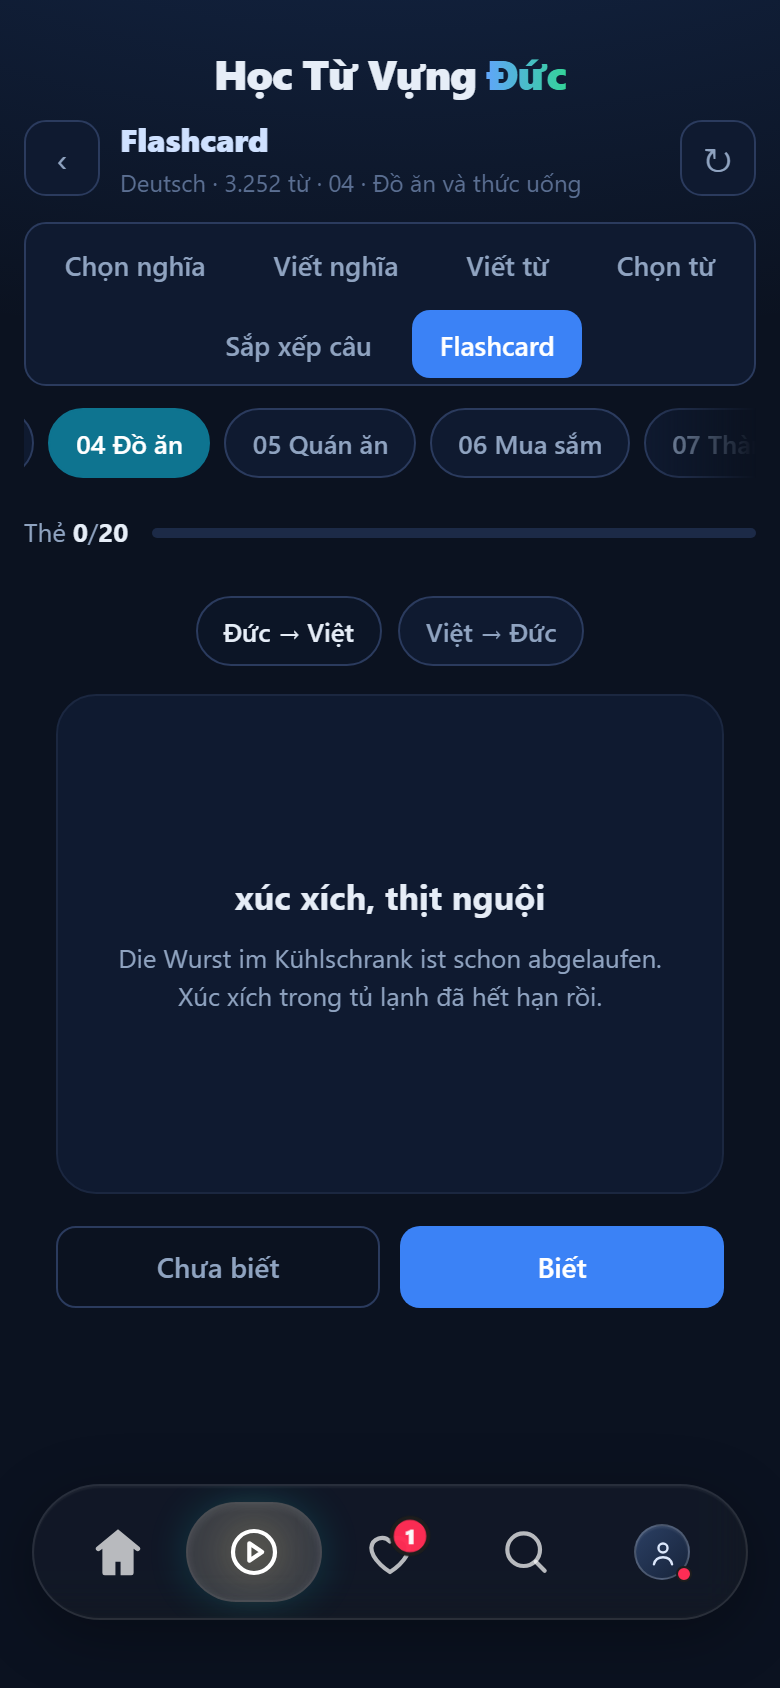 Học Từ Vựng Đức
‹
Flashcard
Deutsch · 3.252 từ · 04 · Đồ ăn và thức uống
↻
Chọn nghĩa
Viết nghĩa
Viết từ
Chọn từ
Sắp xếp câu
Flashcard
04 Đồ ăn
05 Quán ăn
06 Mua sắm
07 Thà
Thẻ 0/20
Đức → Việt
Việt → Đức
xúc xích, thịt nguội
Die Wurst im Kühlschrank ist schon abgelaufen.
Xúc xích trong tủ lạnh đã hết hạn rồi.
Chưa biết
Biết
1